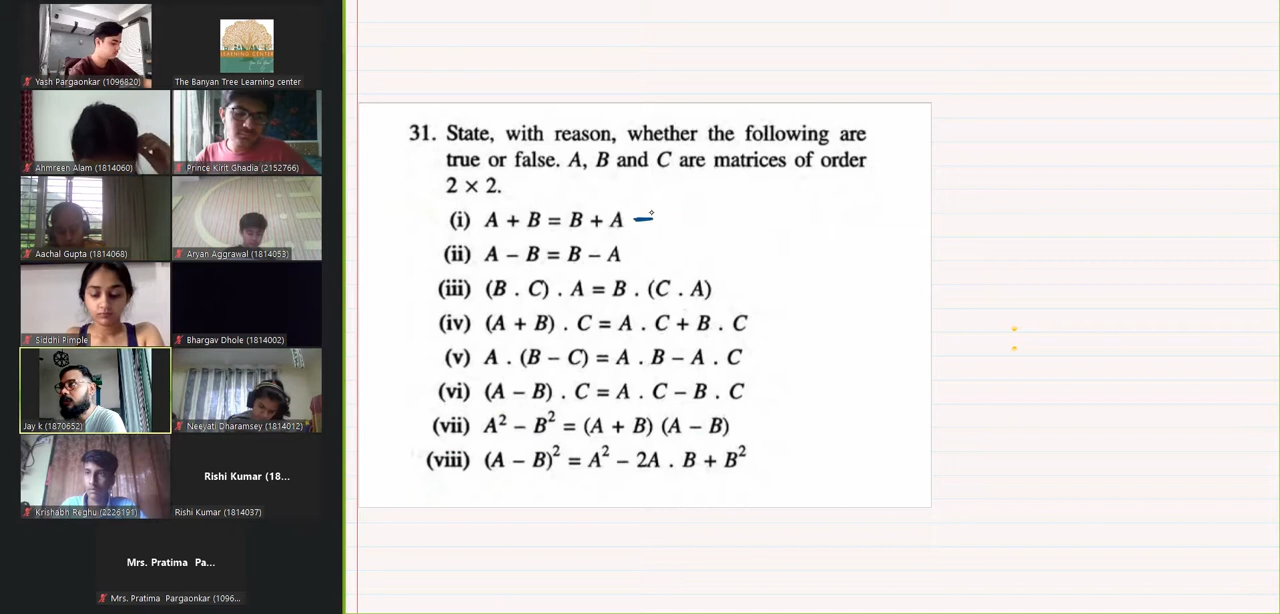 Yash Pargaonkar (1096820)
LEARNING CENTER
The Banyan Tree Learning center
Ahmreen Alam (1814060)
Prince Kirit Ghadia (2152766)
Aachal Gupta (1814068)
Aryan Aggrawal (1814053)
Siddhi Pimple
Bhargav Dhole (1814002)
Jay k (1870652)
Neeyati Dharamsey (1814012)
Krishabh Reghu (2226191)
Rishi Kumar (18...
Rishi Kumar (1814037)
Mrs. Pratima Pa...
Mrs. Pratima Pargaonkar (1096...
31. State, with reason, whether the following are
true or false. A, B and C are matrices of order
2 × 2.
(i) A + B = B + A
(ii) A − B = B − A
(iii) (B . C) . A = B . (C . A)
(iv) (A + B) . C = A . C + B . C
(v) A . (B − C) = A . B − A . C
(vi) (A − B) . C = A . C − B . C
(vii) A² − B² = (A + B) (A − B)
(viii) (A − B)² = A² − 2A . B + B²